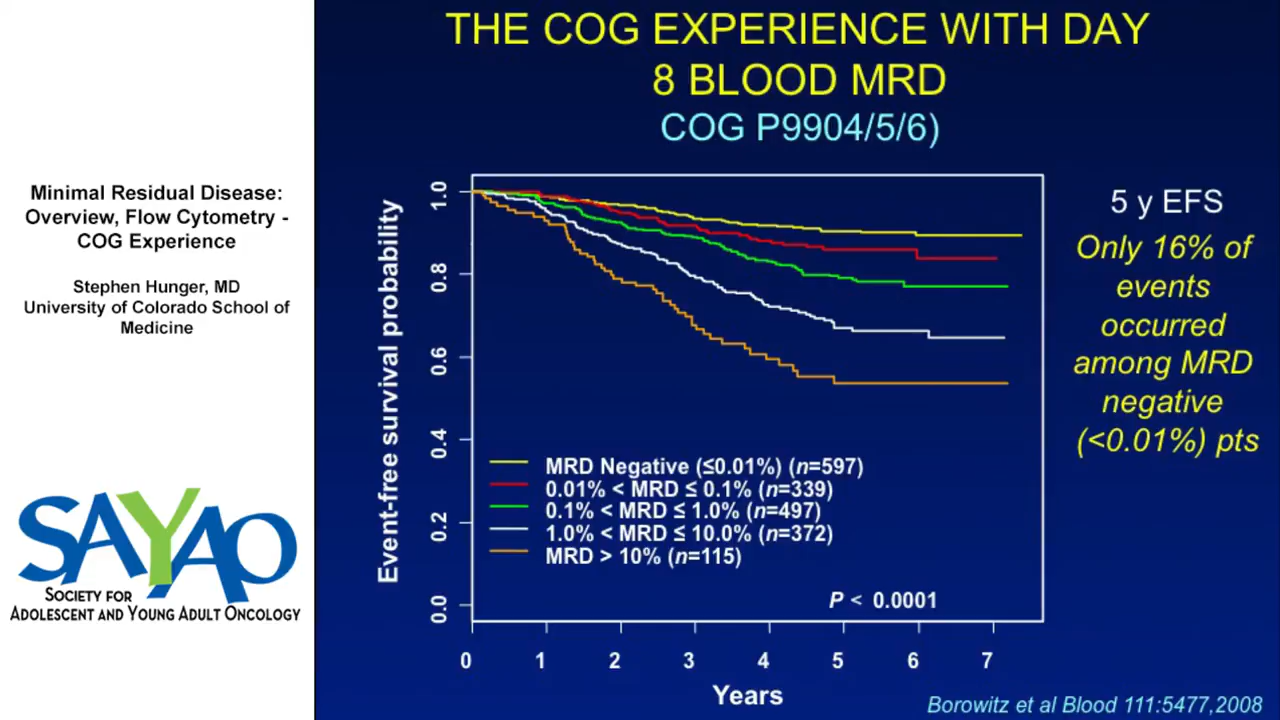 Minimal Residual Disease:
Overview, Flow Cytometry -
COG Experience
Stephen Hunger, MD
University of Colorado School of
Medicine
SAYAO
SOCIETY FOR
ADOLESCENT AND YOUNG ADULT ONCOLOGY
THE COG EXPERIENCE WITH DAY
8 BLOOD MRD
COG P9904/5/6)
Event-free survival probability
1.0
0.8
0.6
0.4
0.2
0.0
MRD Negative (≤0.01%) (n=597)
0.01% < MRD ≤ 0.1% (n=339)
0.1% < MRD ≤ 1.0% (n=497)
1.0% < MRD ≤ 10.0% (n=372)
MRD > 10% (n=115)
P < 0.0001
0 1 2 3 4 5 6 7
Years
5 y EFS
Only 16% of
events
occurred
among MRD
negative
(<0.01%) pts
Borowitz et al Blood 111:5477,2008